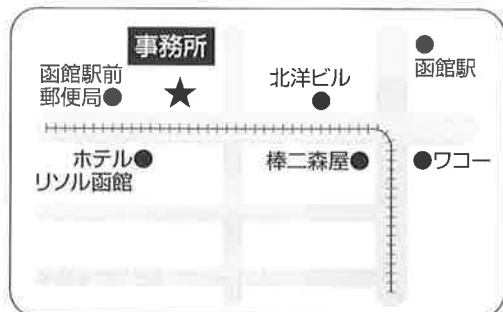 事務所
函館駅前
郵便局
北洋ビル
函館駅
ホテル
リソル函館
棒二森屋
ワコー